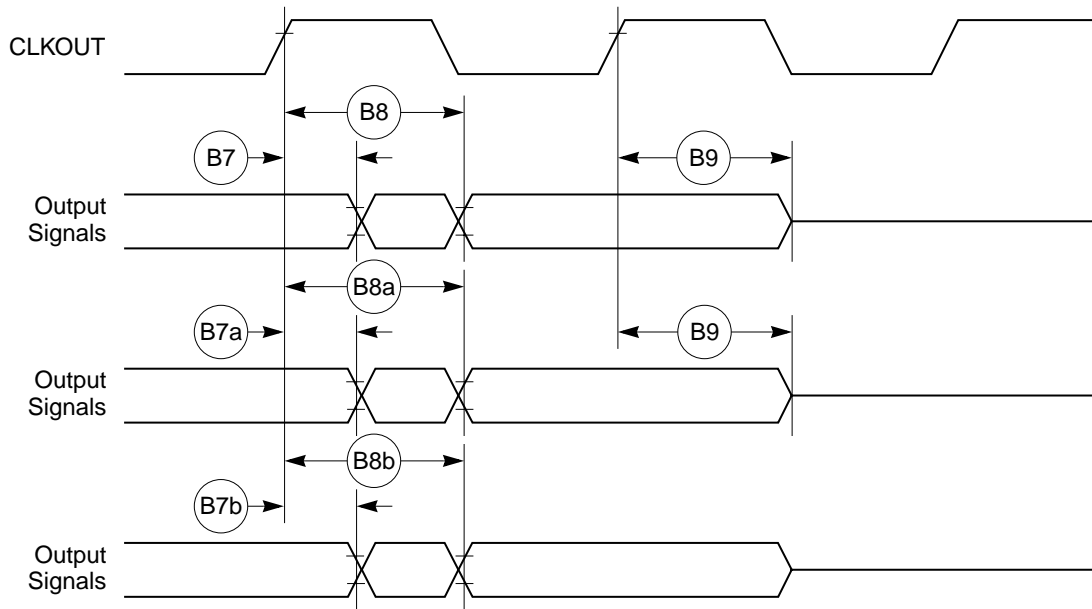 CLKOUT
B8
B7
B9
Output
Signals
B8a
B7a
B9
Output
Signals
B8b
B7b
Output
Signals